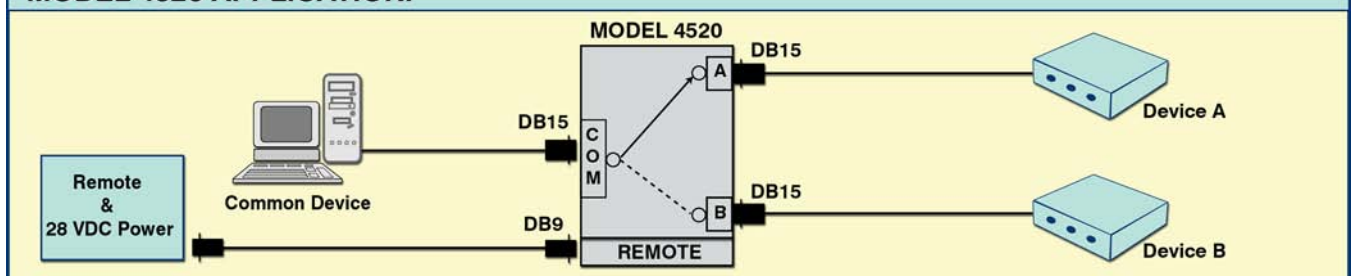 MODEL 4520
DB15
A
Device A
DB15
C
O
M
Common Device
Remote
&
28 VDC Power
DB15
B
Device B
DB9
REMOTE